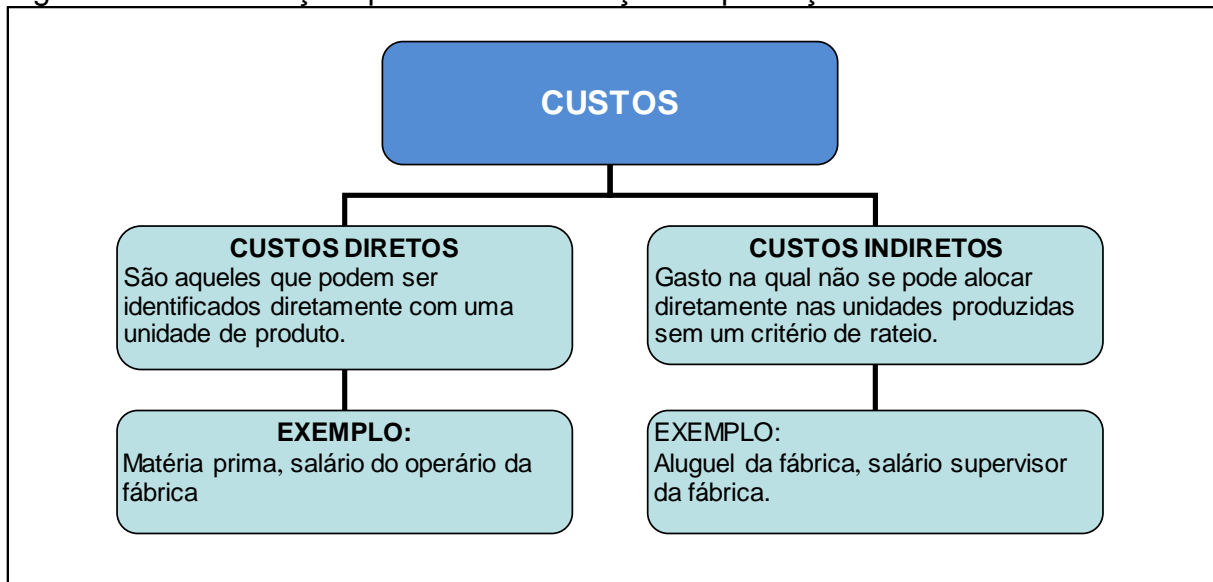 CUSTOS
CUSTOS DIRETOS
São aqueles que podem ser
identificados diretamente com uma
unidade de produto.
CUSTOS INDIRETOS
Gasto na qual não se pode alocar
diretamente nas unidades produzidas
sem um critério de rateio.
EXEMPLO:
Matéria prima, salário do operário da
fábrica
EXEMPLO:
Aluguel da fábrica, salário supervisor
da fábrica.